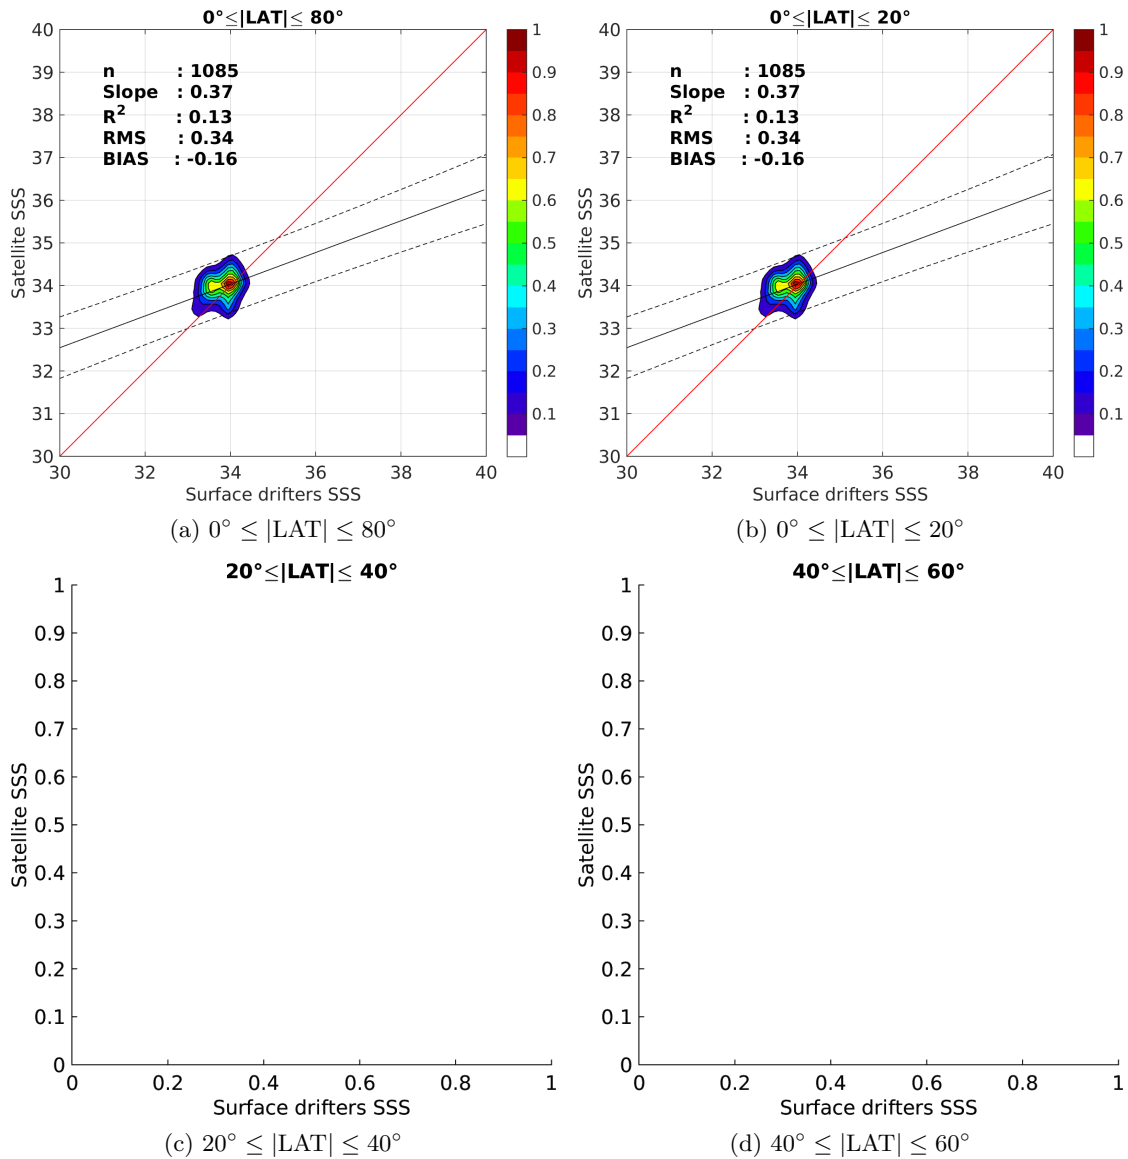 0°≤|LAT|≤ 80°
n : 1085
Slope : 0.37
R2 : 0.13
RMS : 0.34
BIAS : -0.16
Satellite SSS
40
39
38
37
36
35
34
33
32
31
30
30 32 34 36 38 40
Surface drifters SSS
1
0.9
0.8
0.7
0.6
0.5
0.4
0.3
0.2
0.1
(a) 0° ≤ |LAT| ≤ 80°
0°≤|LAT|≤ 20°
n : 1085
Slope : 0.37
R2 : 0.13
RMS : 0.34
BIAS : -0.16
Satellite SSS
40
39
38
37
36
35
34
33
32
31
30
30 32 34 36 38 40
Surface drifters SSS
1
0.9
0.8
0.7
0.6
0.5
0.4
0.3
0.2
0.1
(b) 0° ≤ |LAT| ≤ 20°
20°≤|LAT|≤ 40°
Satellite SSS
1
0.9
0.8
0.7
0.6
0.5
0.4
0.3
0.2
0.1
0
0 0.2 0.4 0.6 0.8 1
Surface drifters SSS
(c) 20° ≤ |LAT| ≤ 40°
40°≤|LAT|≤ 60°
Satellite SSS
1
0.9
0.8
0.7
0.6
0.5
0.4
0.3
0.2
0.1
0
0 0.2 0.4 0.6 0.8 1
Surface drifters SSS
(d) 40° ≤ |LAT| ≤ 60°